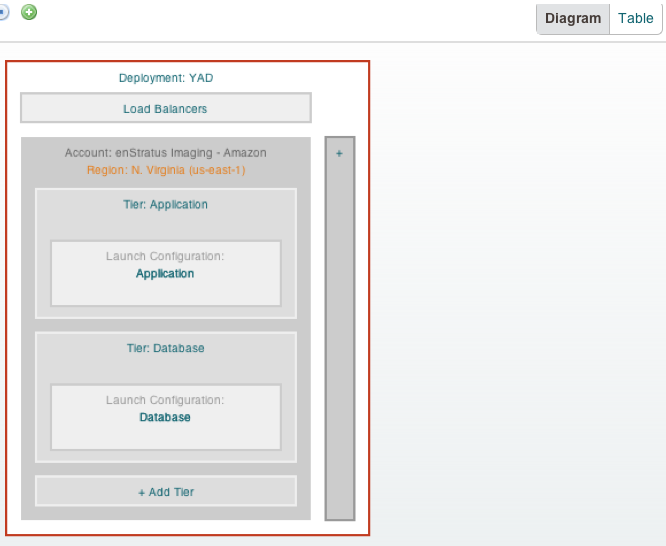 Diagram
Table
Deployment: YAD
Load Balancers
Account: enStratus Imaging - Amazon
+
Region: N. Virginia (us-east-1)
Tier: Application
Launch Configuration:
Application
Tier: Database
Launch Configuration:
Database
+ Add Tier